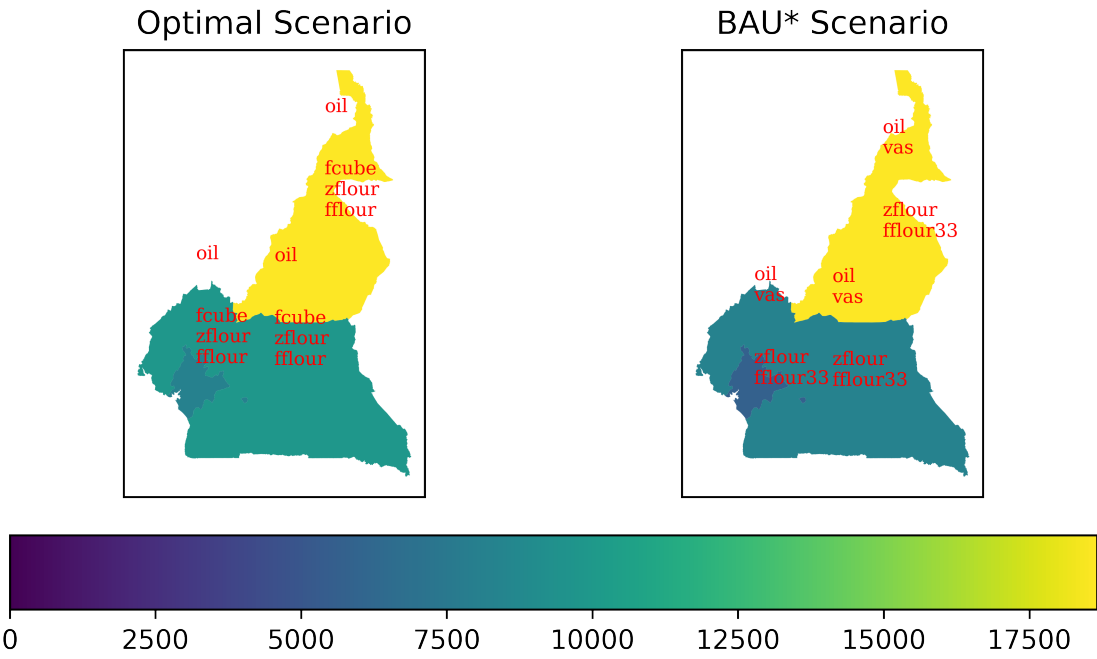 Optimal Scenario
oil
fcube
zflour
fflour
oil
oil
fcube
zflour
fflour
fcube
zflour
fflour
BAU* Scenario
oil
vas
zflour
fflour33
oil
vas
oil
vas
zflour
fflour33
zflour
fflour33
0 2500 5000 7500 10000 12500 15000 17500